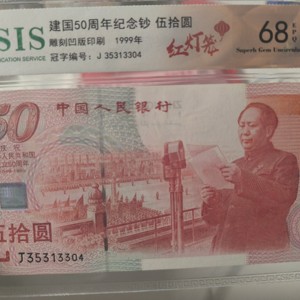 SIS
CATION SERVICE
建国50周年纪念钞 伍拾圆
雕刻凹版印刷 1999年
冠字编号: J 35313304
红灯笼
68
Superb Gem Unc
50
中国人民银行
伍拾圆
J35313304